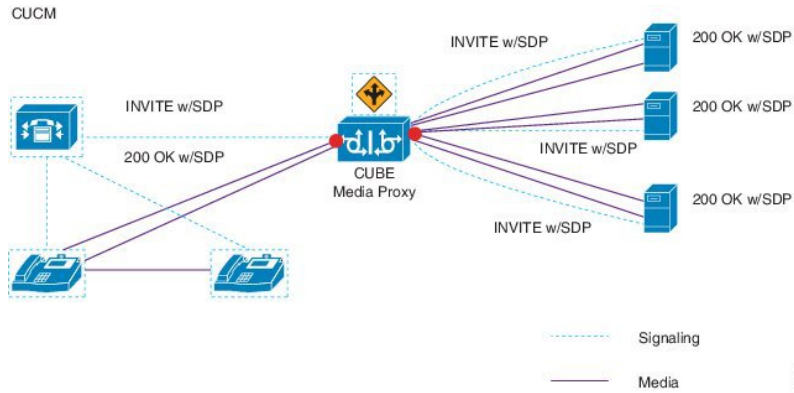 CUCM
INVITE w/SDP
200 OK w/SDP
INVITE w/SDP
200 OK w/SDP
d|b
CUBE
Media Proxy
200 OK w/SDP
INVITE w/SDP
200 OK w/SDP
INVITE w/SDP
Signaling
Media